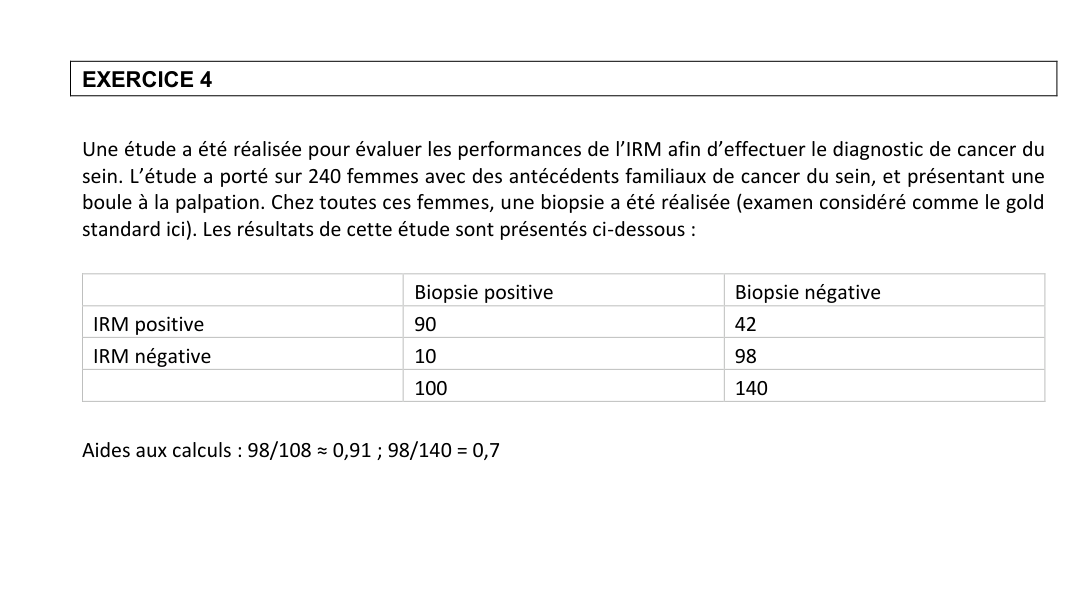 EXERCICE 4
Une étude a été réalisée pour évaluer les performances de l’IRM afin d’effectuer le diagnostic de cancer du
sein. L’étude a porté sur 240 femmes avec des antécédents familiaux de cancer du sein, et présentant une
boule à la palpation. Chez toutes ces femmes, une biopsie a été réalisée (examen considéré comme le gold
standard ici). Les résultats de cette étude sont présentés ci-dessous :
Biopsie positive Biopsie négative
IRM positive 90 42
IRM négative 10 98
100 140
Aides aux calculs : 98/108 ≈ 0,91 ; 98/140 = 0,7